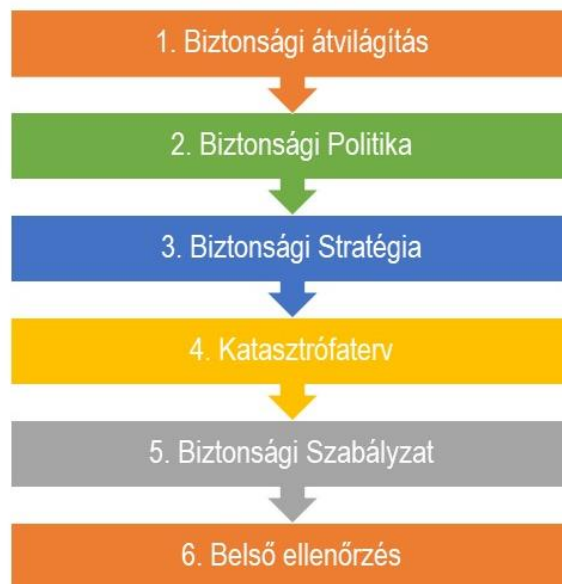 1. Biztonsági átvilágítás
2. Biztonsági Politika
3. Biztonsági Stratégia
4. Katasztrófaterv
5. Biztonsági Szabályzat
6. Belső ellenőrzés